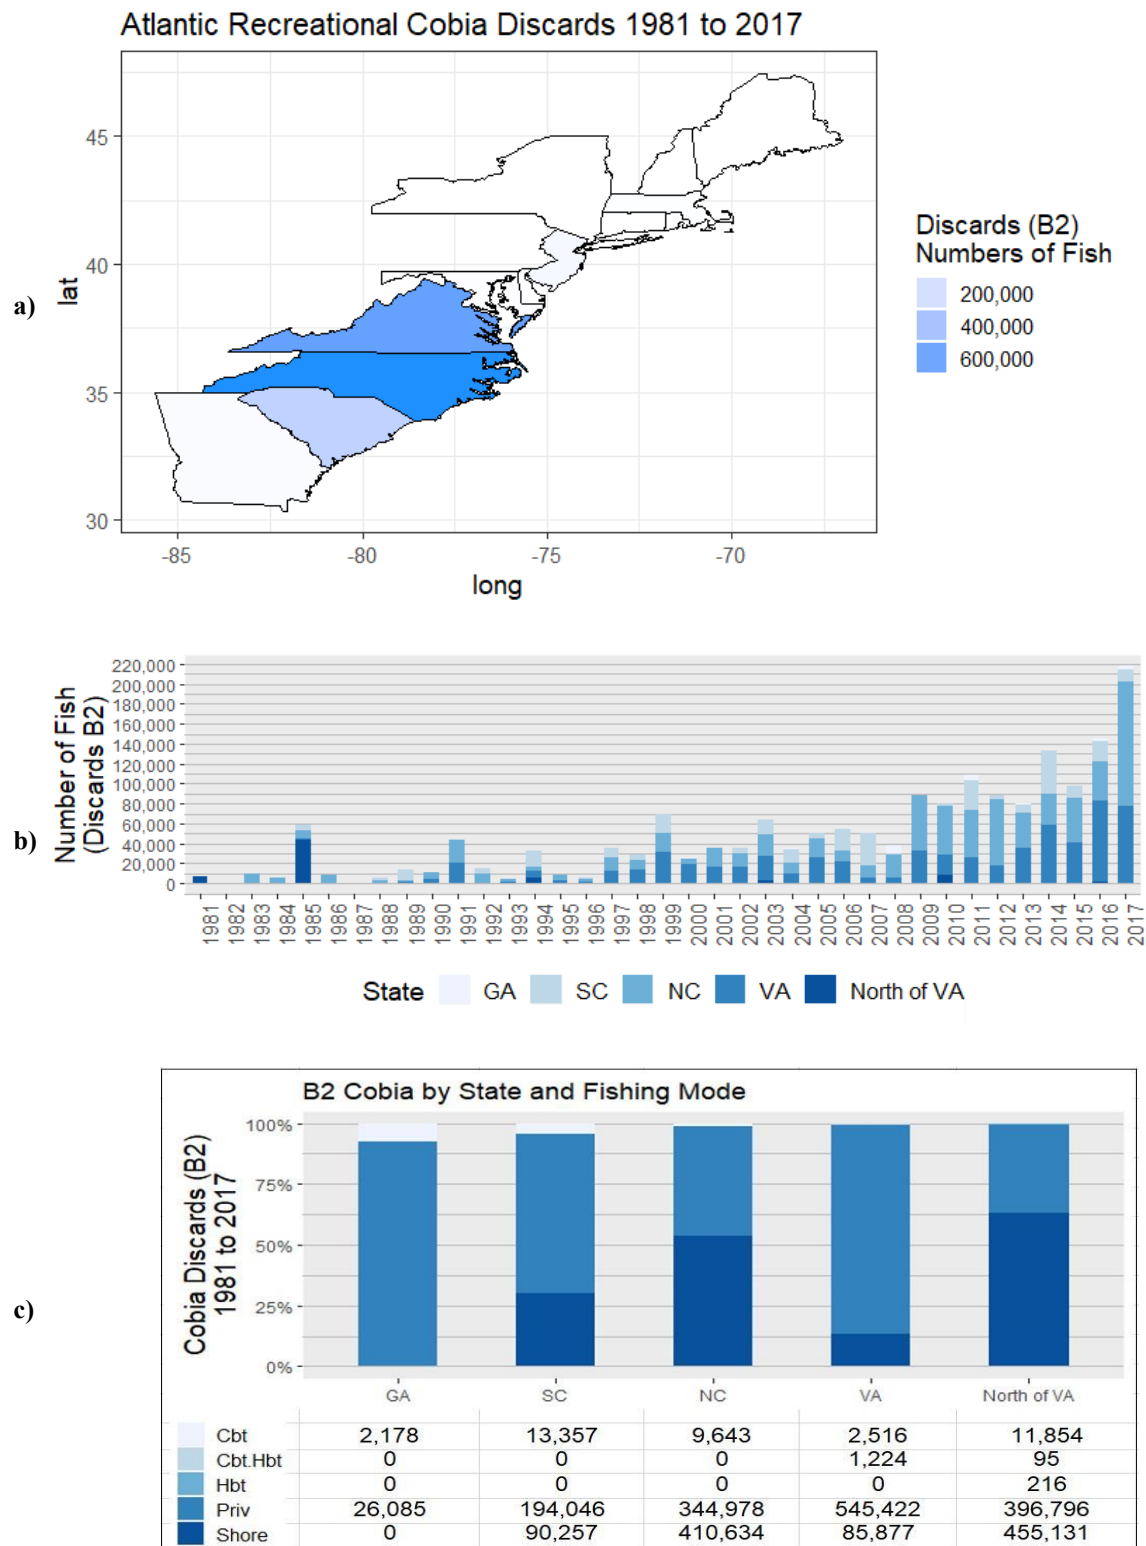 Atlantic Recreational Cobia Discards 1981 to 2017
a)
lat
45
40
35
30
-85 -80 -75 -70
long
Discards (B2)
Numbers of Fish
200,000
400,000
600,000
b)
Number of Fish
(Discards B2)
220,000
200,000
180,000
160,000
140,000
120,000
100,000
80,000
60,000
40,000
20,000
0
1981 1982 1983 1984 1985 1986 1987 1988 1989 1990 1991 1992 1993 1994 1995 1996 1997 1998 1999 2000 2001 2002 2003 2004 2005 2006 2007 2008 2009 2010 2011 2012 2013 2014 2015 2016 2017
State GA SC NC VA North of VA
c)
B2 Cobia by State and Fishing Mode
Cobia Discards (B2)
1981 to 2017
100%
75%
50%
25%
0%
GA SC NC VA North of VA
Cbt 2,178 13,357 9,643 2,516 11,854
Cbt.Hbt 0 0 0 1,224 95
Hbt 0 0 0 0 216
Priv 26,085 194,046 344,978 545,422 396,796
Shore 0 90,257 410,634 85,877 455,131